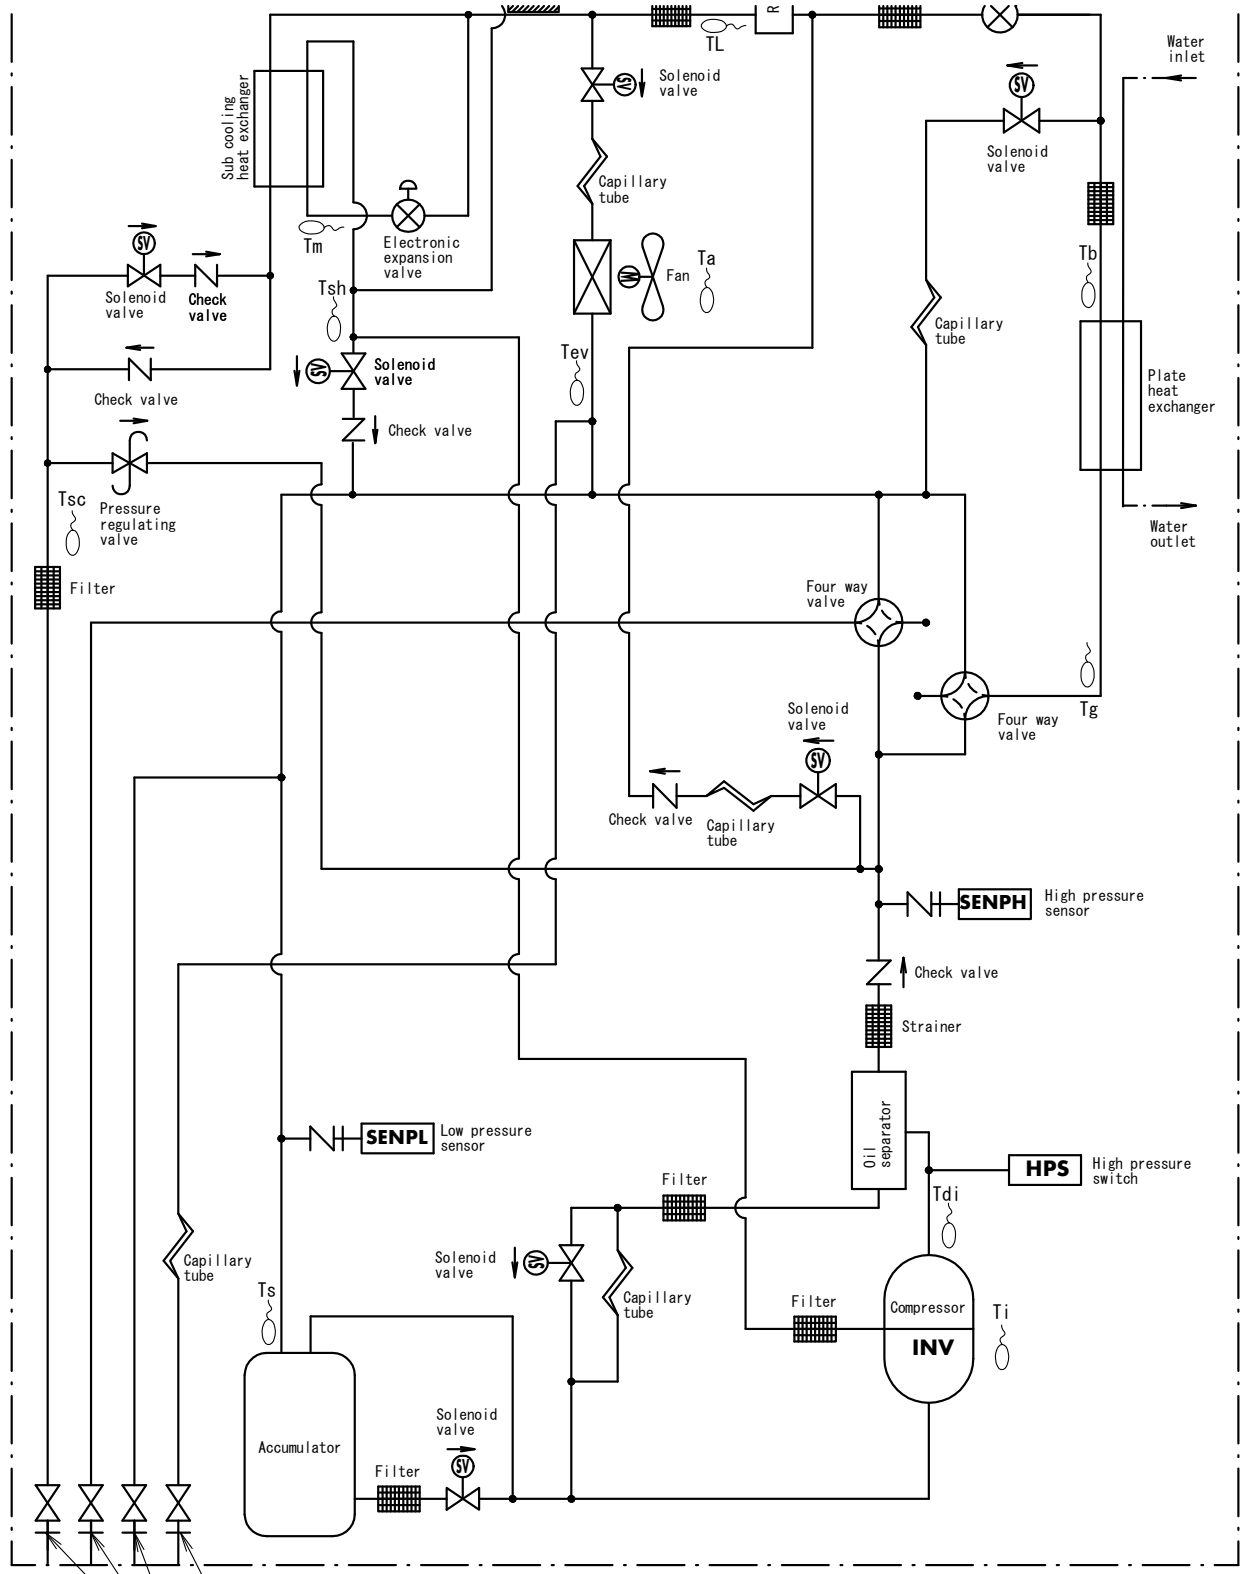 R
TL
Water
inlet
Solenoid
valve
SV
SV
Sub cooling
heat exchanger
Solenoid
valve
Capillary
tube
Tm
Electronic
expansion
valve
SV
Solenoid
valve
Check
valve
Tsh
M
Fan
Ta
Tb
Capillary
tube
Tev
SV
Solenoid
valve
Check valve
Plate
heat
exchanger
Check valve
Tsc
Pressure
regulating
valve
Water
outlet
Filter
Four way
valve
Tg
Four way
valve
Solenoid
valve
SV
Check valve
Capillary
tube
SENPH
High pressure
sensor
Check valve
Strainer
SENPL
Low pressure
sensor
Oil
separator
HPS
High pressure
switch
Filter
Tdi
Solenoid
valve
SV
Capillary
tube
Capillary
tube
Ts
Filter
Compressor
INV
Ti
Solenoid
valve
SV
Accumulator
Filter